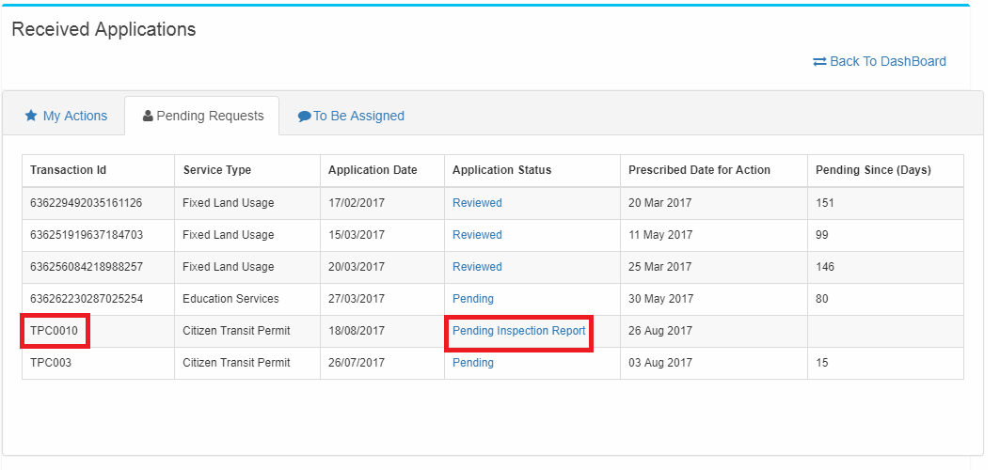 Received Applications
Back To DashBoard
My Actions Pending Requests To Be Assigned
Transaction Id Service Type Application Date Application Status Prescribed Date for Action Pending Since (Days)
636229492035161126 Fixed Land Usage 17/02/2017 Reviewed 20 Mar 2017 151
636251919637184703 Fixed Land Usage 15/03/2017 Reviewed 11 May 2017 99
636256084218988257 Fixed Land Usage 20/03/2017 Reviewed 25 Mar 2017 146
636262230287025254 Education Services 27/03/2017 Pending 30 May 2017 80
TPC0010 Citizen Transit Permit 18/08/2017 Pending Inspection Report 26 Aug 2017
TPC003 Citizen Transit Permit 26/07/2017 Pending 03 Aug 2017 15